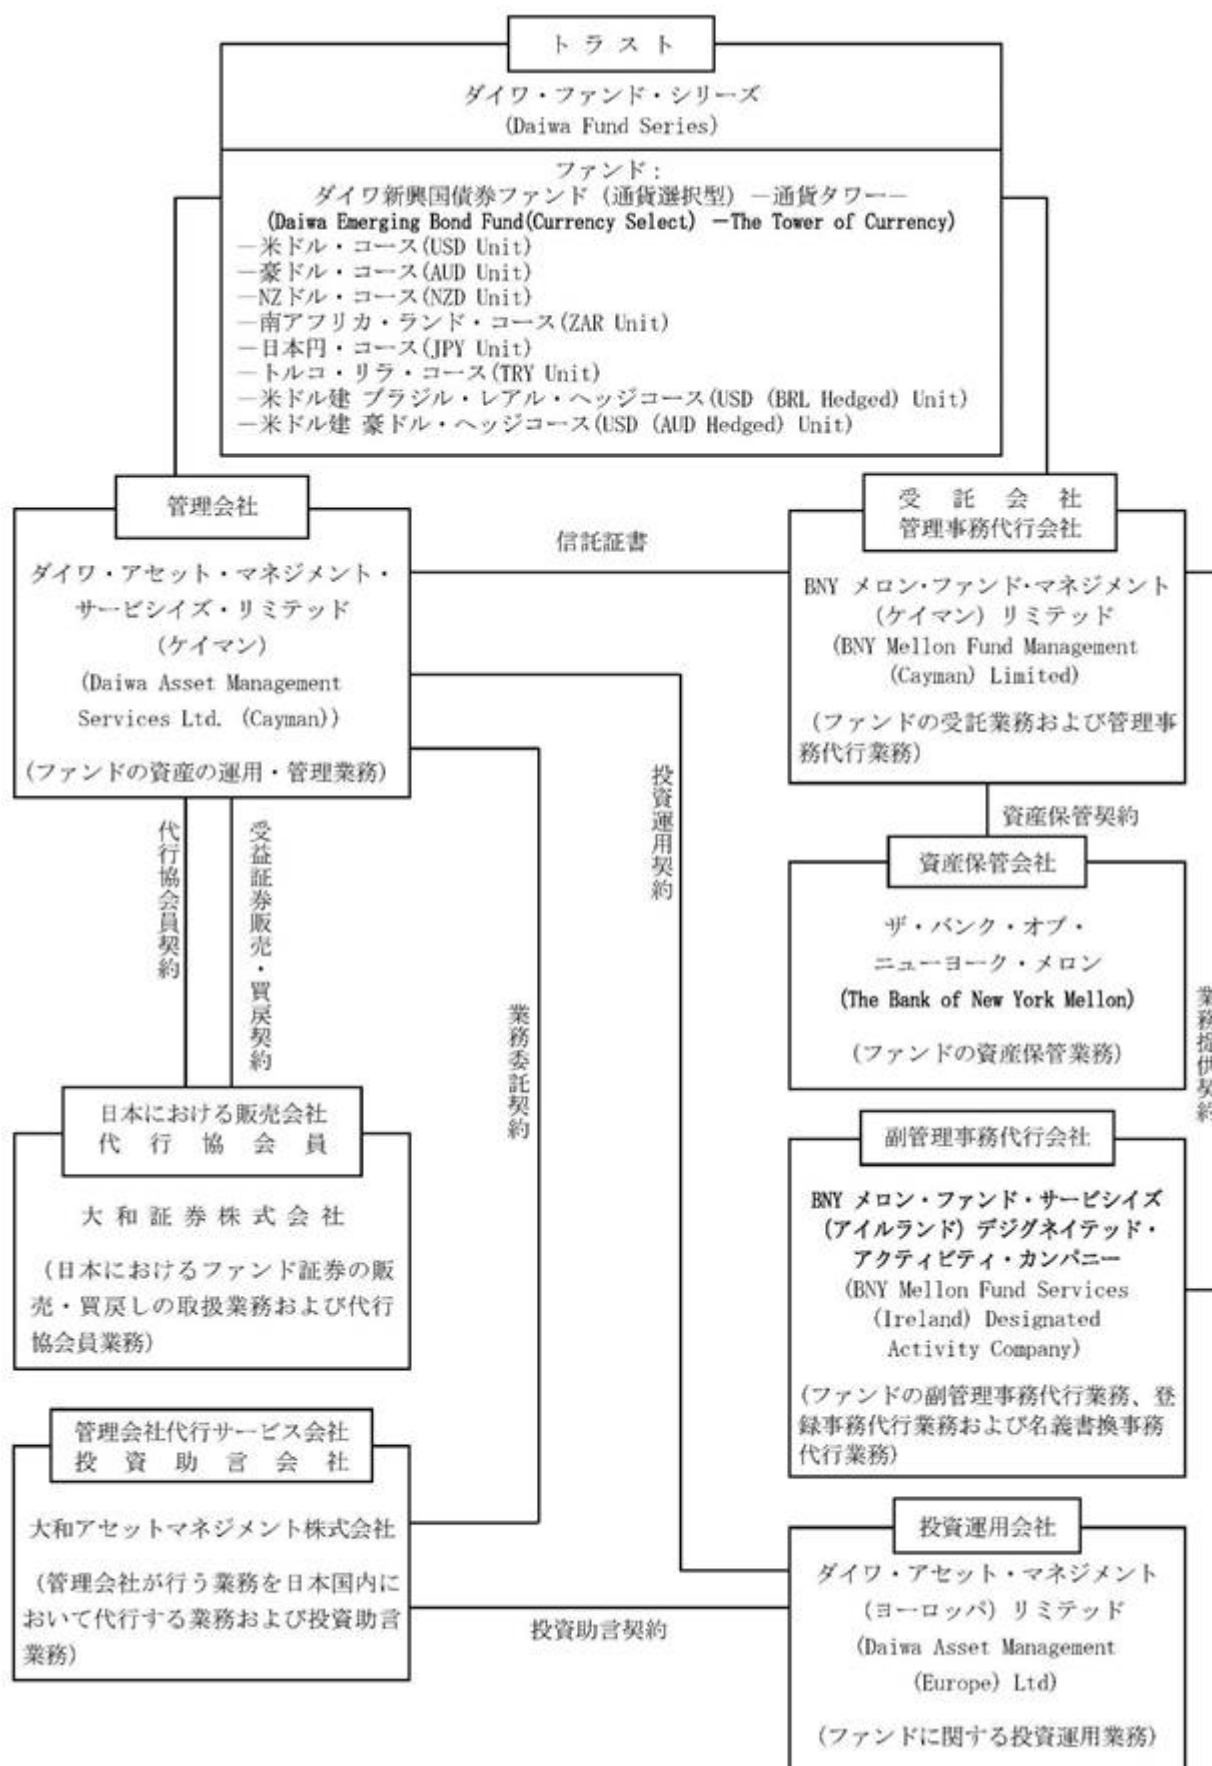 トラスト
ダイワ・ファンド・シリーズ
(Daiwa Fund Series)
ファンド：
ダイワ新興国債券ファンド（通貨選択型）―通貨タワー―
(Daiwa Emerging Bond Fund(Currency Select) ―The Tower of Currency)
―米ドル・コース(USD Unit)
―豪ドル・コース(AUD Unit)
―NZドル・コース(NZD Unit)
―南アフリカ・ランド・コース(ZAR Unit)
―日本円・コース(JPY Unit)
―トルコ・リラ・コース(TRY Unit)
―米ドル建 ブラジル・レアル・ヘッジコース(USD (BRL Hedged) Unit)
―米ドル建 豪ドル・ヘッジコース(USD (AUD Hedged) Unit)
管理会社
ダイワ・アセット・マネジメント・
サービシイズ・リミテッド
（ケイマン）
(Daiwa Asset Management
Services Ltd. (Cayman))
(ファンドの資産の運用・管理業務)
信託証書
受託会社
管理事務代行会社
BNY メロン・ファンド・マネジメント
（ケイマン）リミテッド
(BNY Mellon Fund Management
(Cayman) Limited)
（ファンドの受託業務および管理事
務代行業務）
資産保管契約
資産保管会社
ザ・バンク・オブ・
ニューヨーク・メロン
(The Bank of New York Mellon)
（ファンドの資産保管業務）
業務提供契約
代行協会員契約
受益証券販売・買戻契約
業務委託契約
投資運用契約
日本における販売会社
代行協会員
大和証券株式会社
（日本におけるファンド証券の販
売・買戻しの取扱業務および代行
協会員業務）
副管理事務代行会社
BNY メロン・ファンド・サービシイズ
（アイルランド）デジグネイテッド・
アクティビティ・カンパニー
(BNY Mellon Fund Services
(Ireland) Designated
Activity Company)
（ファンドの副管理事務代行業務、登
録事務代行業務および名義書換事務
代行業務）
管理会社代行サービス会社
投資助言会社
大和アセットマネジメント株式会社
（管理会社が行う業務を日本国内に
おいて代行する業務および投資助言
業務）
投資助言契約
投資運用会社
ダイワ・アセット・マネジメント
（ヨーロッパ）リミテッド
(Daiwa Asset Management
(Europe) Ltd)
（ファンドに関する投資運用業務）